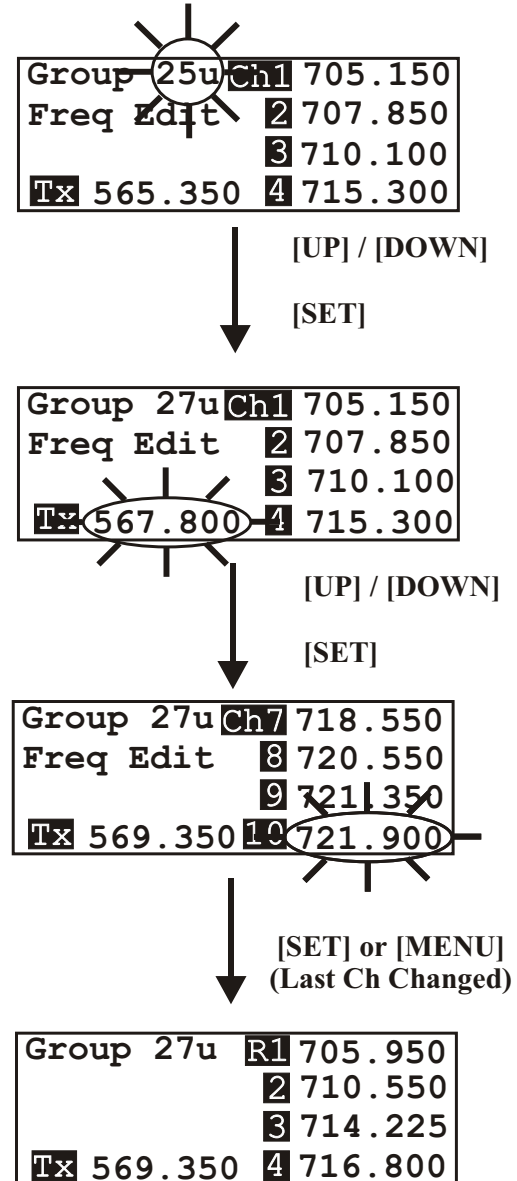 Group 25u Ch1 705.150
Freq Edit 2 707.850
3 710.100
Tx 565.350 4 715.300
[UP] / [DOWN]
[SET]
Group 27u Ch1 705.150
Freq Edit 2 707.850
3 710.100
Tx 567.800 4 715.300
[UP] / [DOWN]
[SET]
Group 27u Ch7 718.550
Freq Edit 8 720.550
9 721.350
Tx 569.350 10 721.900
[SET] or [MENU]
(Last Ch Changed)
Group 27u R1 705.950
2 710.550
3 714.225
Tx 569.350 4 716.800